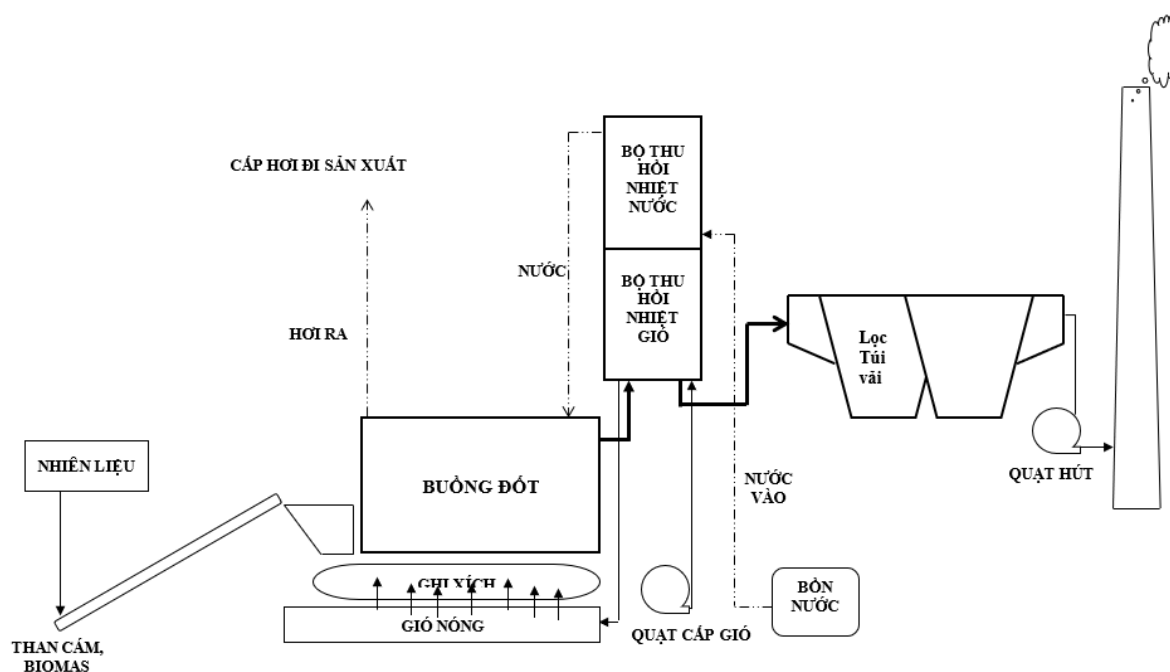 CẤP HƠI ĐI SẢN XUẤT
BỘ THU
HỒI
NHIỆT
NƯỚC
NƯỚC
BỘ THU
HỒI
NHIỆT
GIÓ
HƠI RA
Lọc
Túi
vãi
NHIÊN LIỆU
BUỒNG ĐỐT
NƯỚC
VÀO
QUẠT HÚT
GHI XÍCH
GIÓ NÓNG
BỒN
NƯỚC
QUẠT CẤP GIÓ
THAN CÁM,
BIOMAS